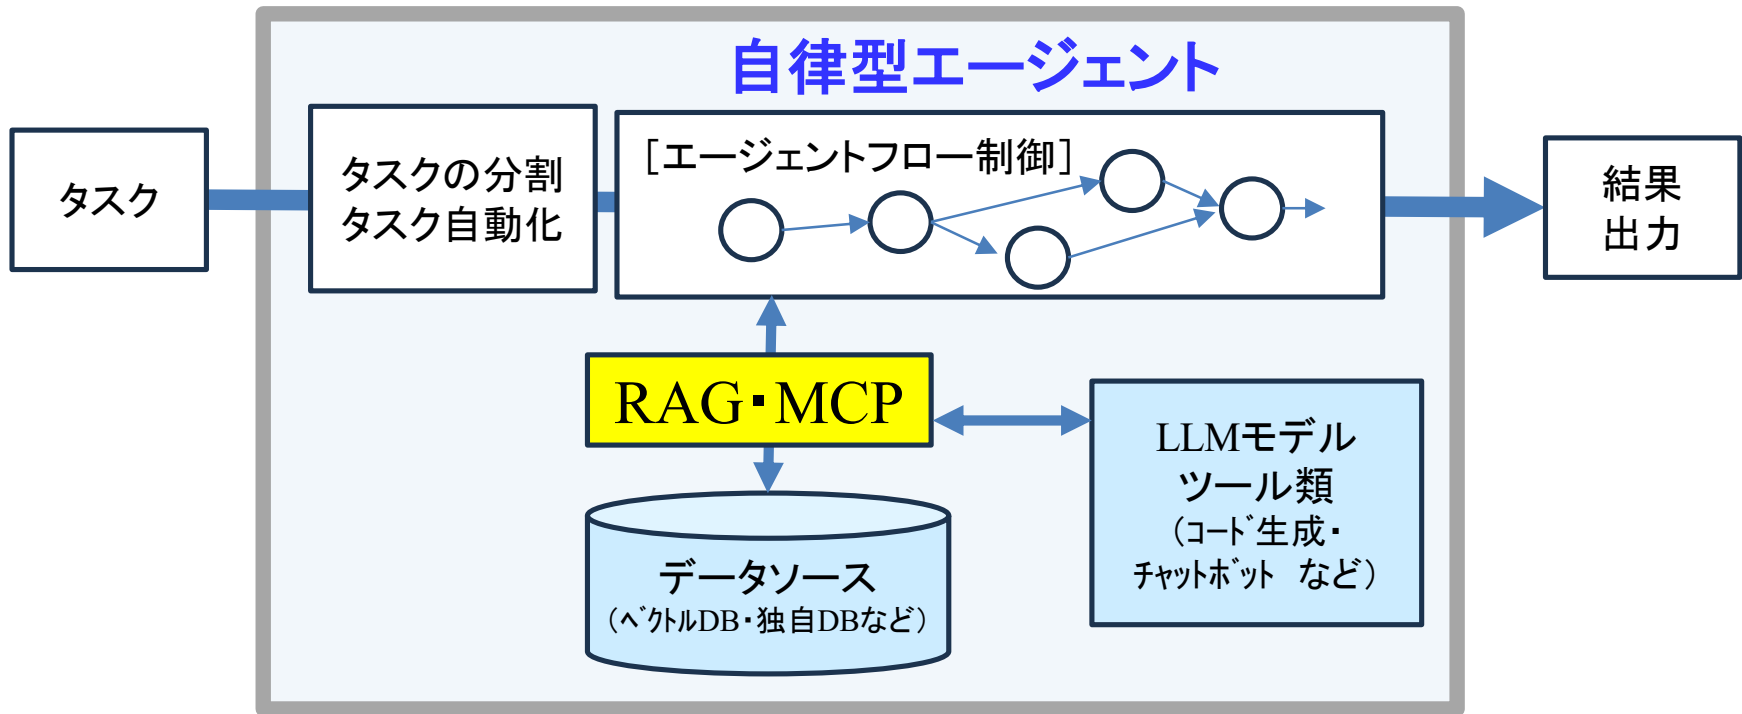 自律型エージェント
タスク
タスクの分割
タスク自動化
[エージェントフロー制御]
結果
出力
RAG・MCP
LLMモデル
ツール類
(コード生成・
チャットボット など)
データソース
(ベクトルDB・独自DBなど)